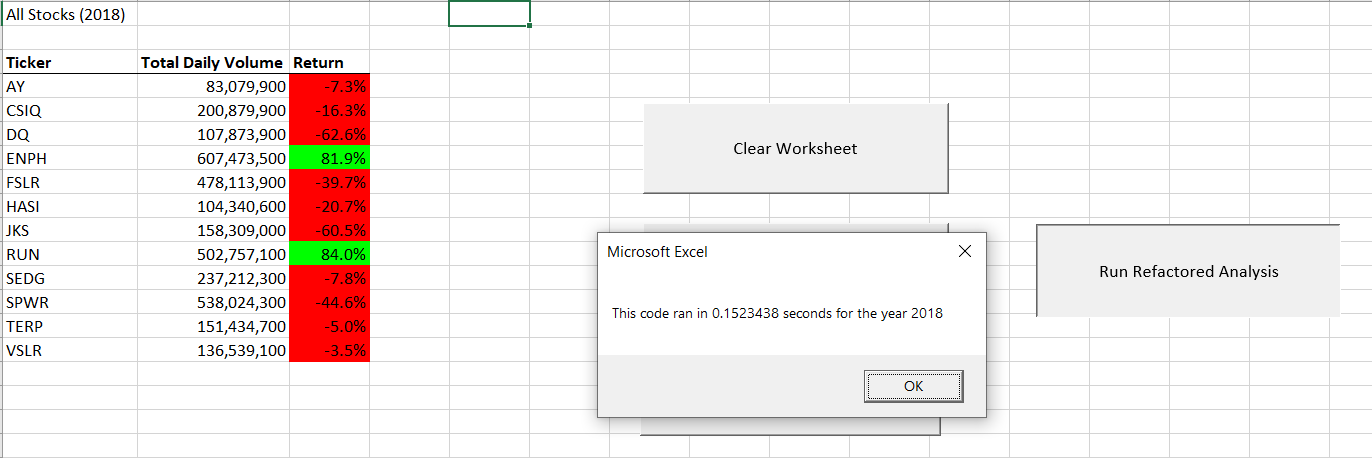 All Stocks (2018)
Ticker Total Daily Volume Return
AY 83,079,900 -7.3%
CSIQ 200,879,900 -16.3%
DQ 107,873,900 -62.6%
ENPH 607,473,500 81.9%
FSLR 478,113,900 -39.7%
HASI 104,340,600 -20.7%
JKS 158,309,000 -60.5%
RUN 502,757,100 84.0%
SEDG 237,212,300 -7.8%
SPWR 538,024,300 -44.6%
TERP 151,434,700 -5.0%
VSLR 136,539,100 -3.5%
Clear Worksheet
Microsoft Excel
This code ran in 0.1523438 seconds for the year 2018
OK
Run Refactored Analysis